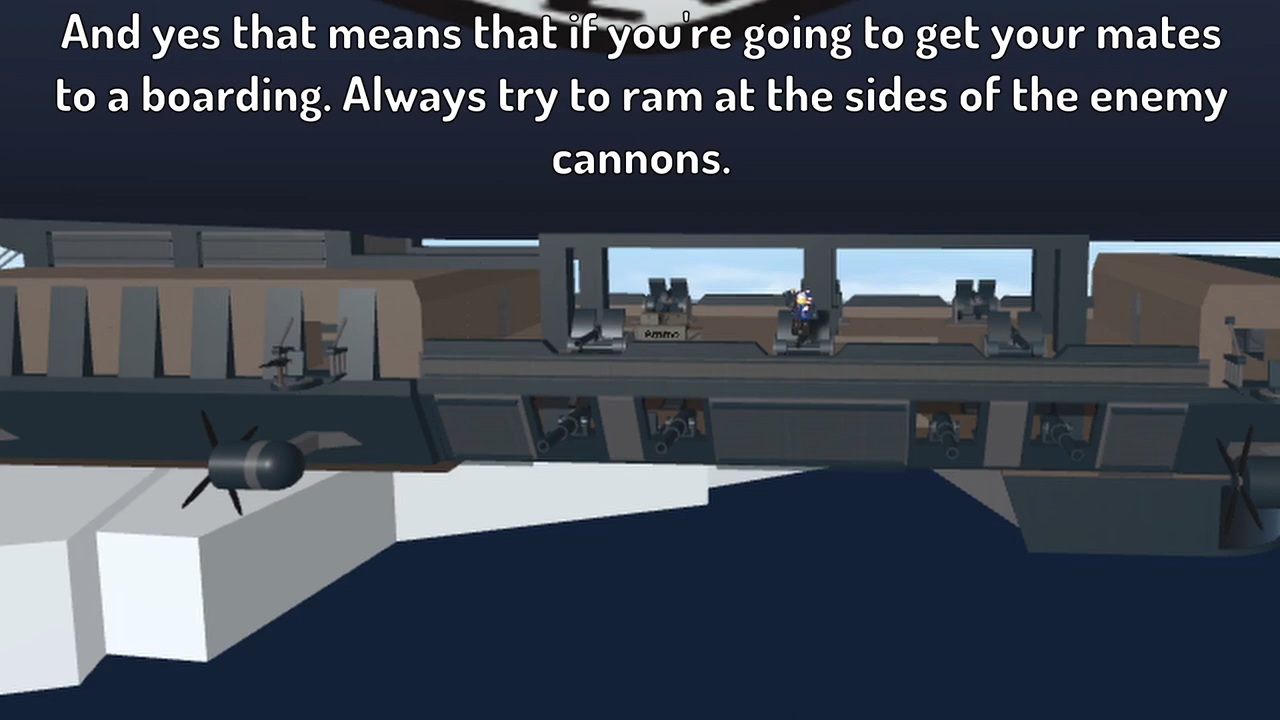 And yes that means that if you're going to get your mates
to a boarding. Always try to ram at the sides of the enemy
cannons.
Ammo